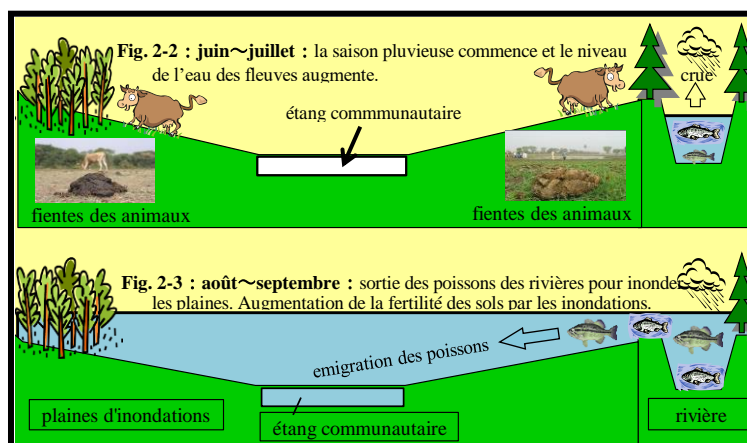 Fig. 2-2 : juin～juillet : la saison pluvieuse commence et le niveau
de l'eau des fleuves augmente.
crue
étang commmunautaire
fientes des animaux
fientes des animaux
Fig. 2-3 : août～septembre : sortie des poissons des rivières pour inonder
les plaines. Augmentation de la fertilité des sols par les inondations.
emigration des poissons
plaines d'inondations
étang communautaire
rivière